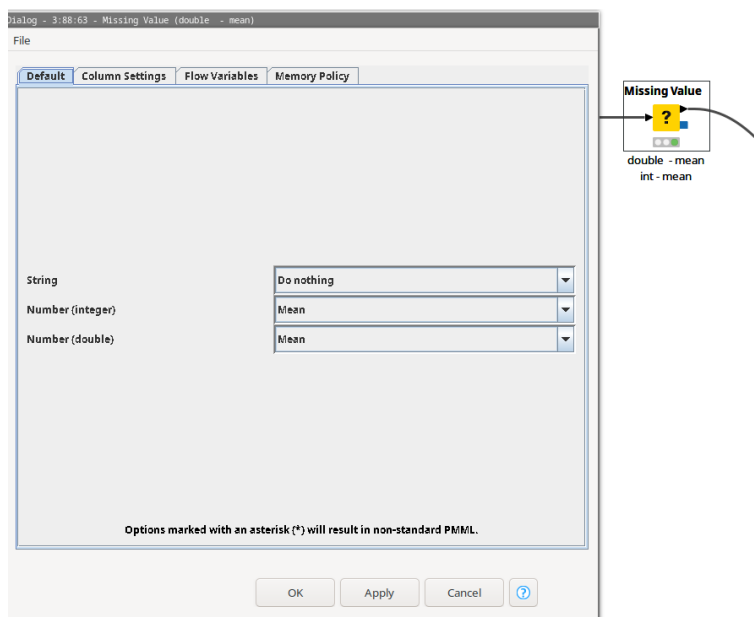 Dialog - 3:88:63 - Missing Value (double - mean)
File
Default Column Settings Flow Variables Memory Policy
Missing Value
?
double - mean
int - mean
String Do nothing
Number (integer) Mean
Number (double) Mean
Options marked with an asterisk (*) will result in non-standard PMML.
OK Apply Cancel ?